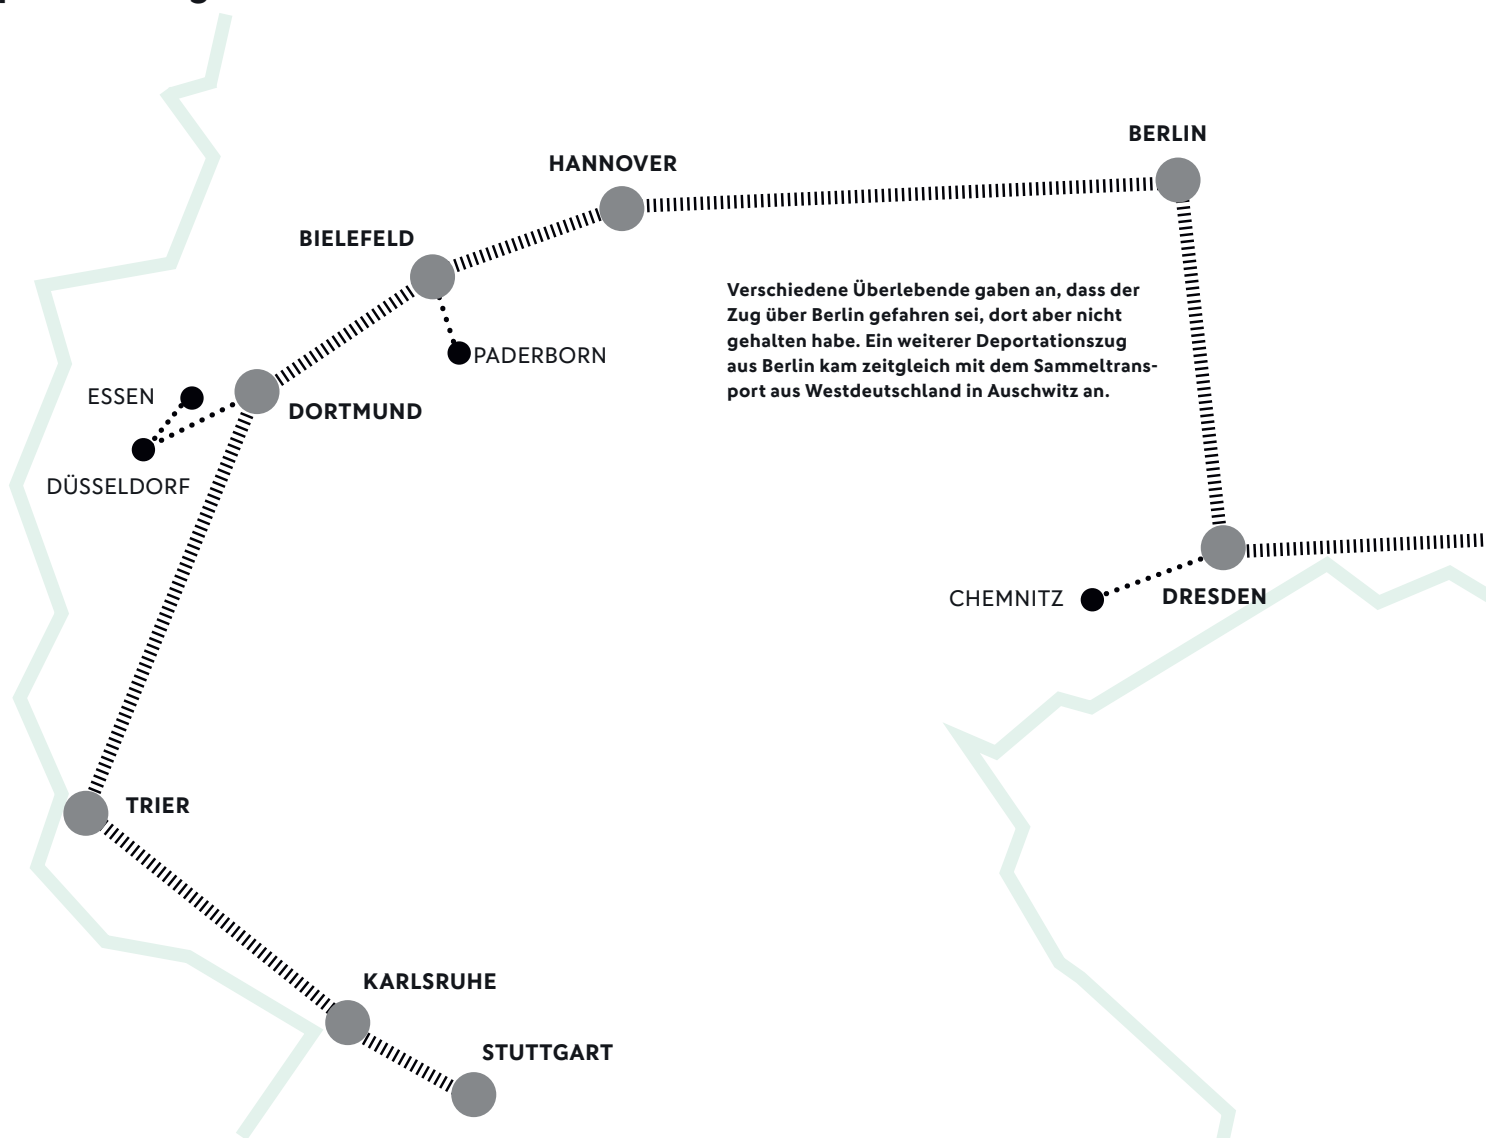 BERLIN
HANNOVER
BIELEFELD
Verschiedene Überlebende gaben an, dass der
Zug über Berlin gefahren sei, dort aber nicht
gehalten habe. Ein weiterer Deportationszug
aus Berlin kam zeitgleich mit dem Sammeltrans-
port aus Westdeutschland in Auschwitz an.
PADERBORN
ESSEN
DORTMUND
DÜSSELDORF
CHEMNITZ
DRESDEN
TRIER
KARLSRUHE
STUTTGART